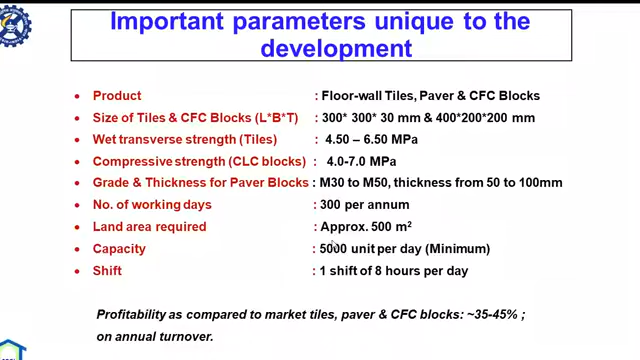 Important parameters unique to the
development
• Product : Floor-wall Tiles, Paver & CFC Blocks
• Size of Tiles & CFC Blocks (L*B*T) : 300* 300* 30 mm & 400*200*200 mm
• Wet transverse strength (Tiles) : 4.50 – 6.50 MPa
• Compressive strength (CLC blocks) : 4.0-7.0 MPa
• Grade & Thickness for Paver Blocks : M30 to M50, thickness from 50 to 100mm
• No. of working days : 300 per annum
• Land area required : Approx. 500 m²
• Capacity : 5000 unit per day (Minimum)
• Shift : 1 shift of 8 hours per day
Profitability as compared to market tiles, paver & CFC blocks: ~35-45% ;
on annual turnover.